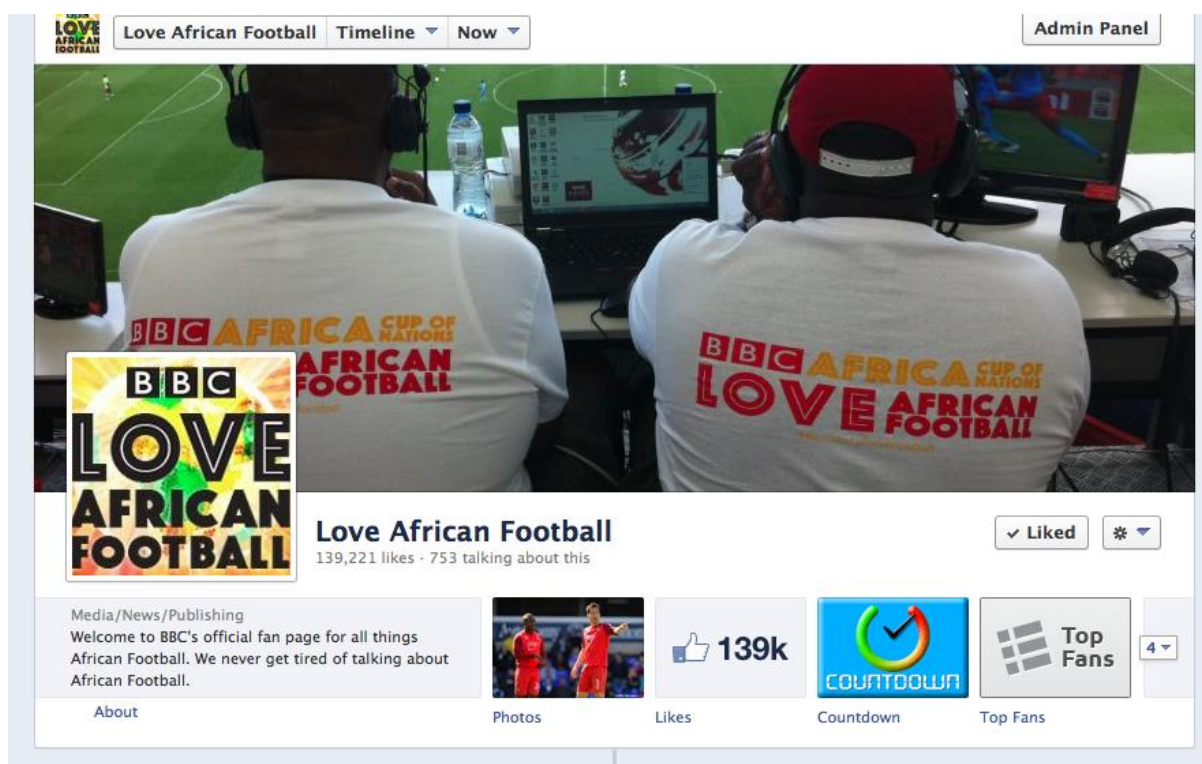 LOVE
AFRICAN
FOOTBALL
Love African Football Timeline Now
Admin Panel
BBC AFRICA CUP OF NATIONS
AFRICAN
FOOTBALL
BBC AFRICA CUP OF NATIONS
LOVE AFRICAN FOOTBALL
BBC
LOVE
AFRICAN
FOOTBALL
Love African Football
139,221 likes · 753 talking about this
✓ Liked
Media/News/Publishing
Welcome to BBC's official fan page for all things
African Football. We never get tired of talking about
African Football.
About
139k
COUNTDOWN
Top
Fans
4
Photos
Likes
Countdown
Top Fans